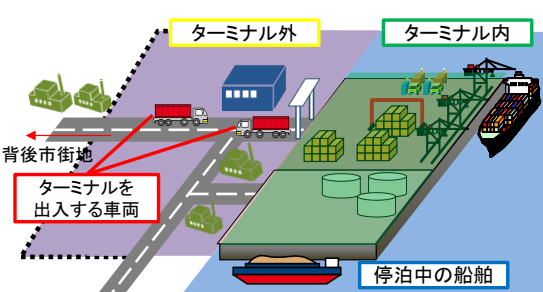 ターミナル外
ターミナル内
背後市街地
ターミナルを
出入する車両
停泊中の船舶